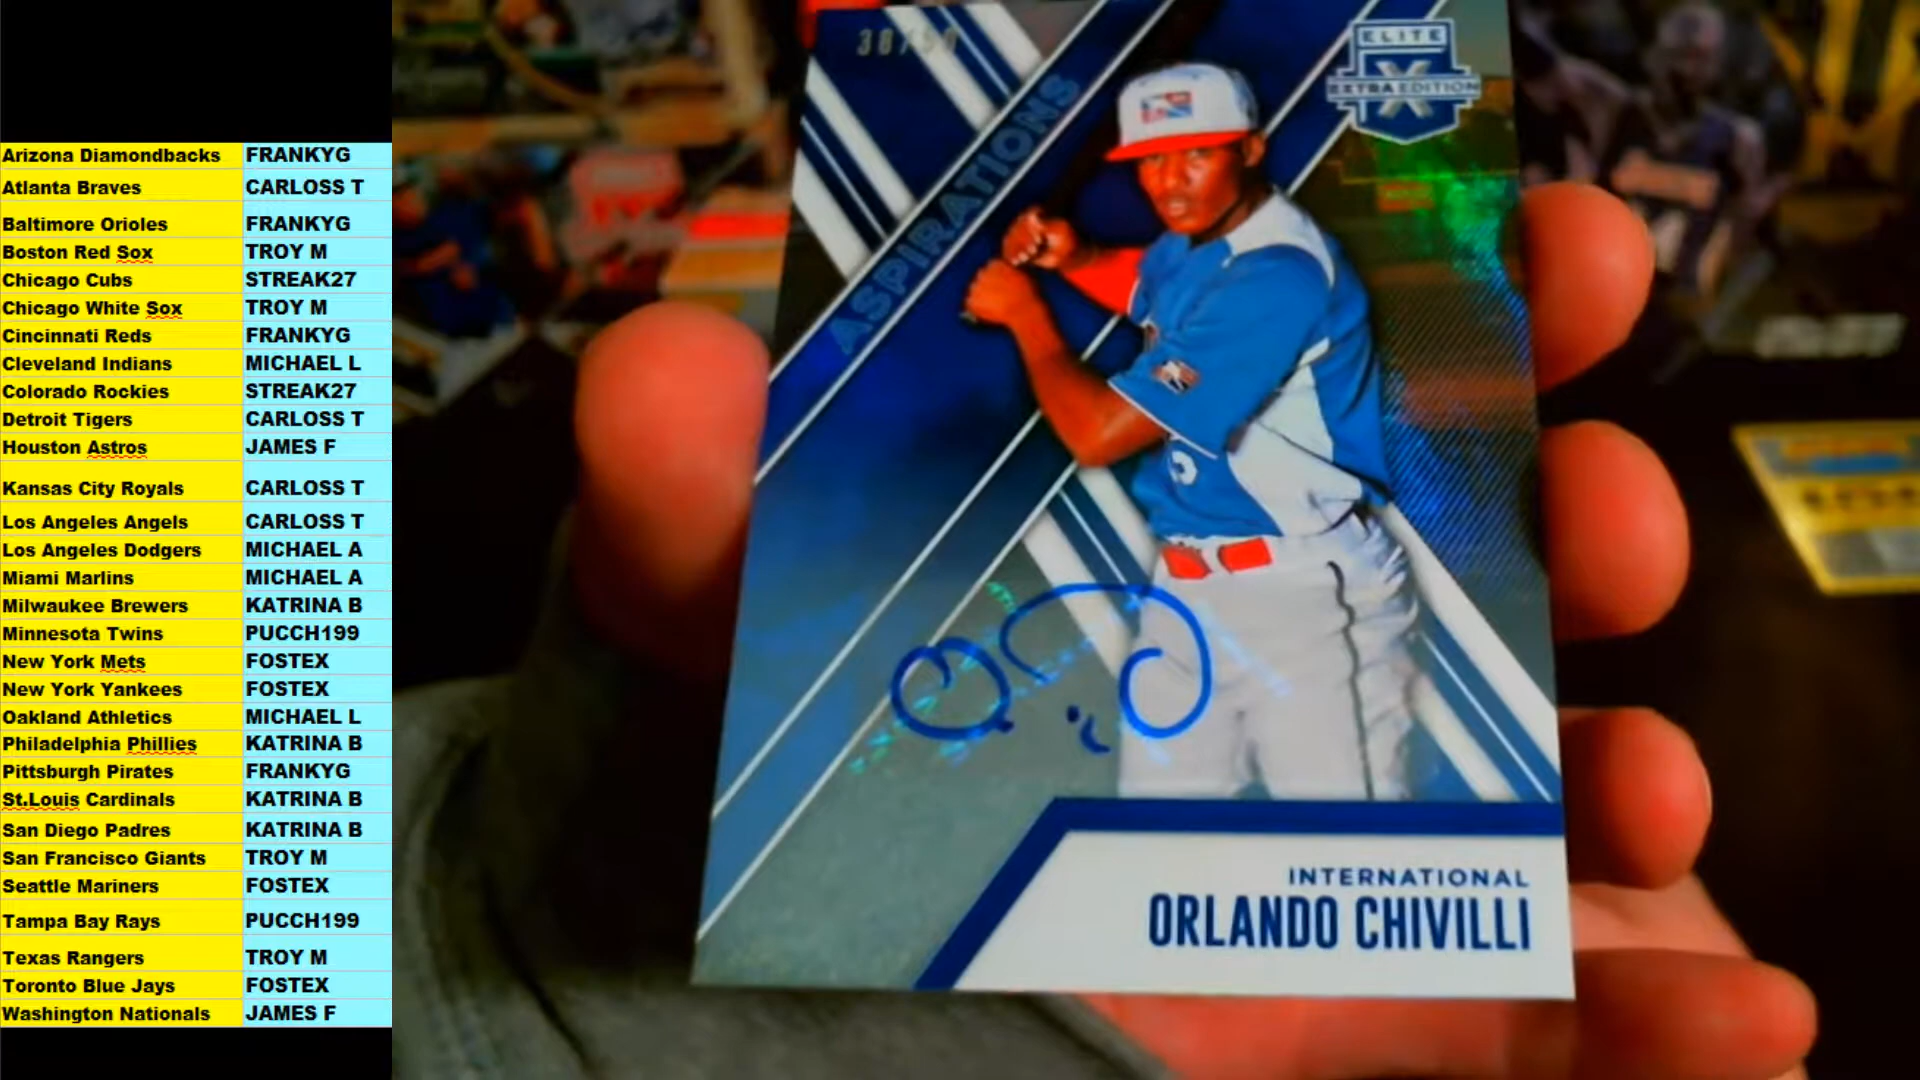 Arizona Diamondbacks FRANKYG
Atlanta Braves CARLOSS T
Baltimore Orioles FRANKYG
Boston Red Sox TROY M
Chicago Cubs STREAK27
Chicago White Sox TROY M
Cincinnati Reds FRANKYG
Cleveland Indians MICHAEL L
Colorado Rockies STREAK27
Detroit Tigers CARLOSS T
Houston Astros JAMES F
Kansas City Royals CARLOSS T
Los Angeles Angels CARLOSS T
Los Angeles Dodgers MICHAEL A
Miami Marlins MICHAEL A
Milwaukee Brewers KATRINA B
Minnesota Twins PUCCH199
New York Mets FOSTEX
New York Yankees FOSTEX
Oakland Athletics MICHAEL L
Philadelphia Phillies KATRINA B
Pittsburgh Pirates FRANKYG
St.Louis Cardinals KATRINA B
San Diego Padres KATRINA B
San Francisco Giants TROY M
Seattle Mariners FOSTEX
Tampa Bay Rays PUCCH199
Texas Rangers TROY M
Toronto Blue Jays FOSTEX
Washington Nationals JAMES F
ASPIRATIONS
ELITE
X
EXTRA EDITION
INTERNATIONAL
ORLANDO CHIVILLI